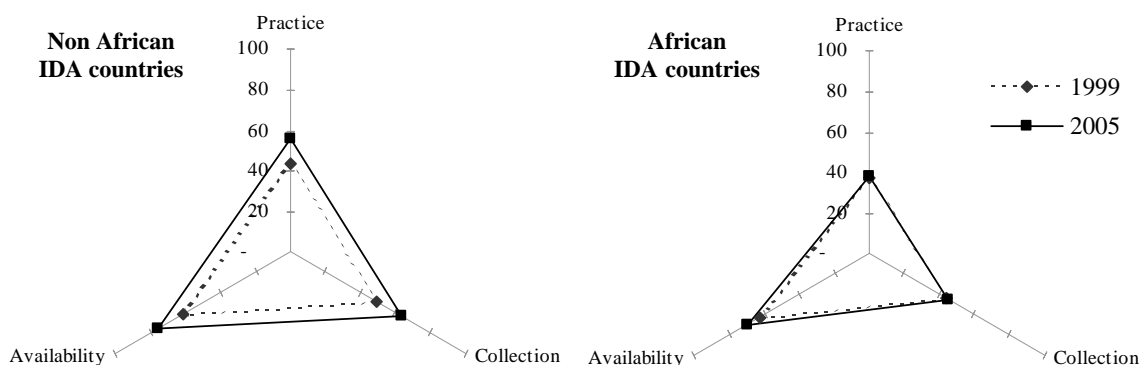 Practice
Non African
IDA countries
100
80
60
40
20
-
Availability
Collection
Practice
African
IDA countries
100
80
60
40
20
-
Availability
Collection
1999
2005